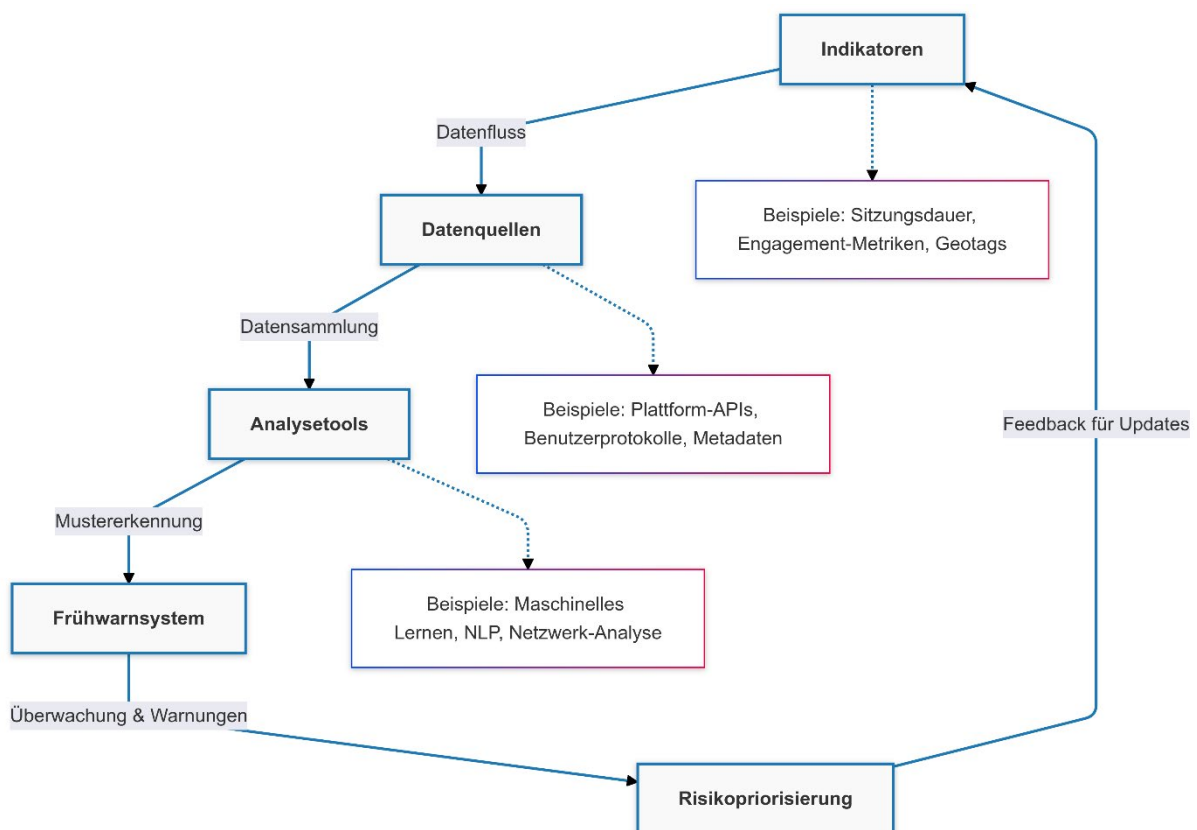 Indikatoren
Datenfluss
Beispiele: Sitzungsdauer,
Engagement-Metriken, Geotags
Datenquellen
Datensammlung
Beispiele: Plattform-APIs,
Benutzerprotokolle, Metadaten
Feedback für Updates
Analysetools
Mustererkennung
Beispiele: Maschinelles
Lernen, NLP, Netzwerk-Analyse
Frühwarnsystem
Überwachung & Warnungen
Risikopriorisierung